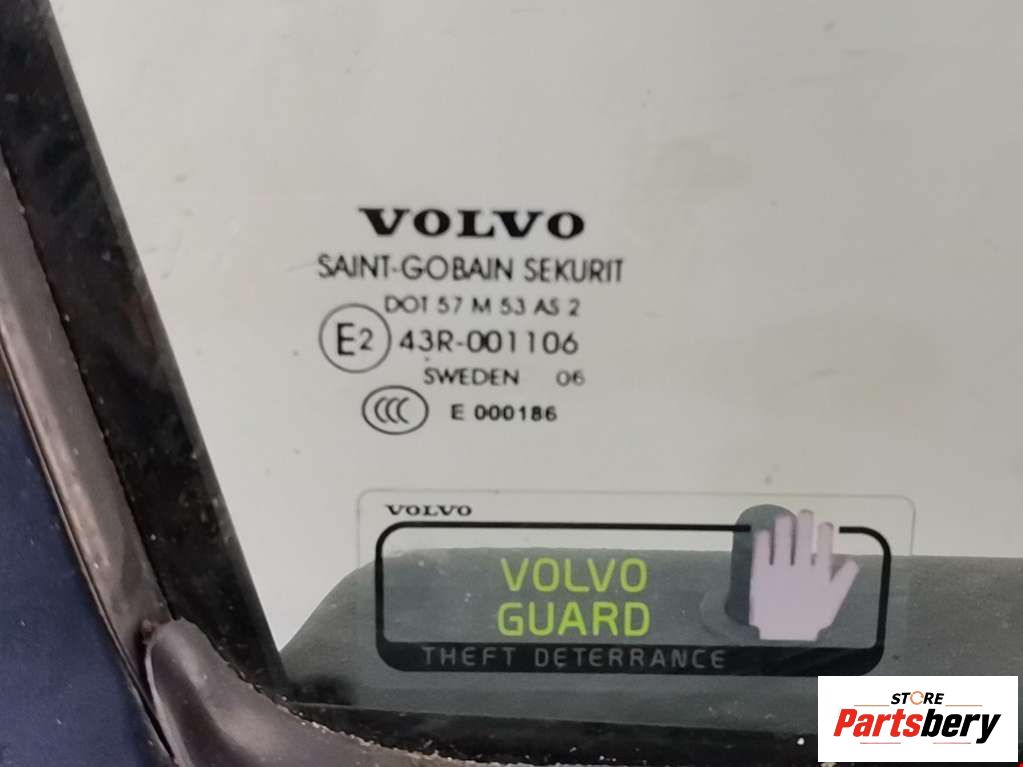 VOLVO
SAINT-GOBAIN SEKURIT
DOT 57 M 53 AS 2
E2 43R-001106
SWEDEN 06
CCC E 000186
VOLVO
VOLVO
GUARD
THEFT DETERRANCE
STORE
Partsbery